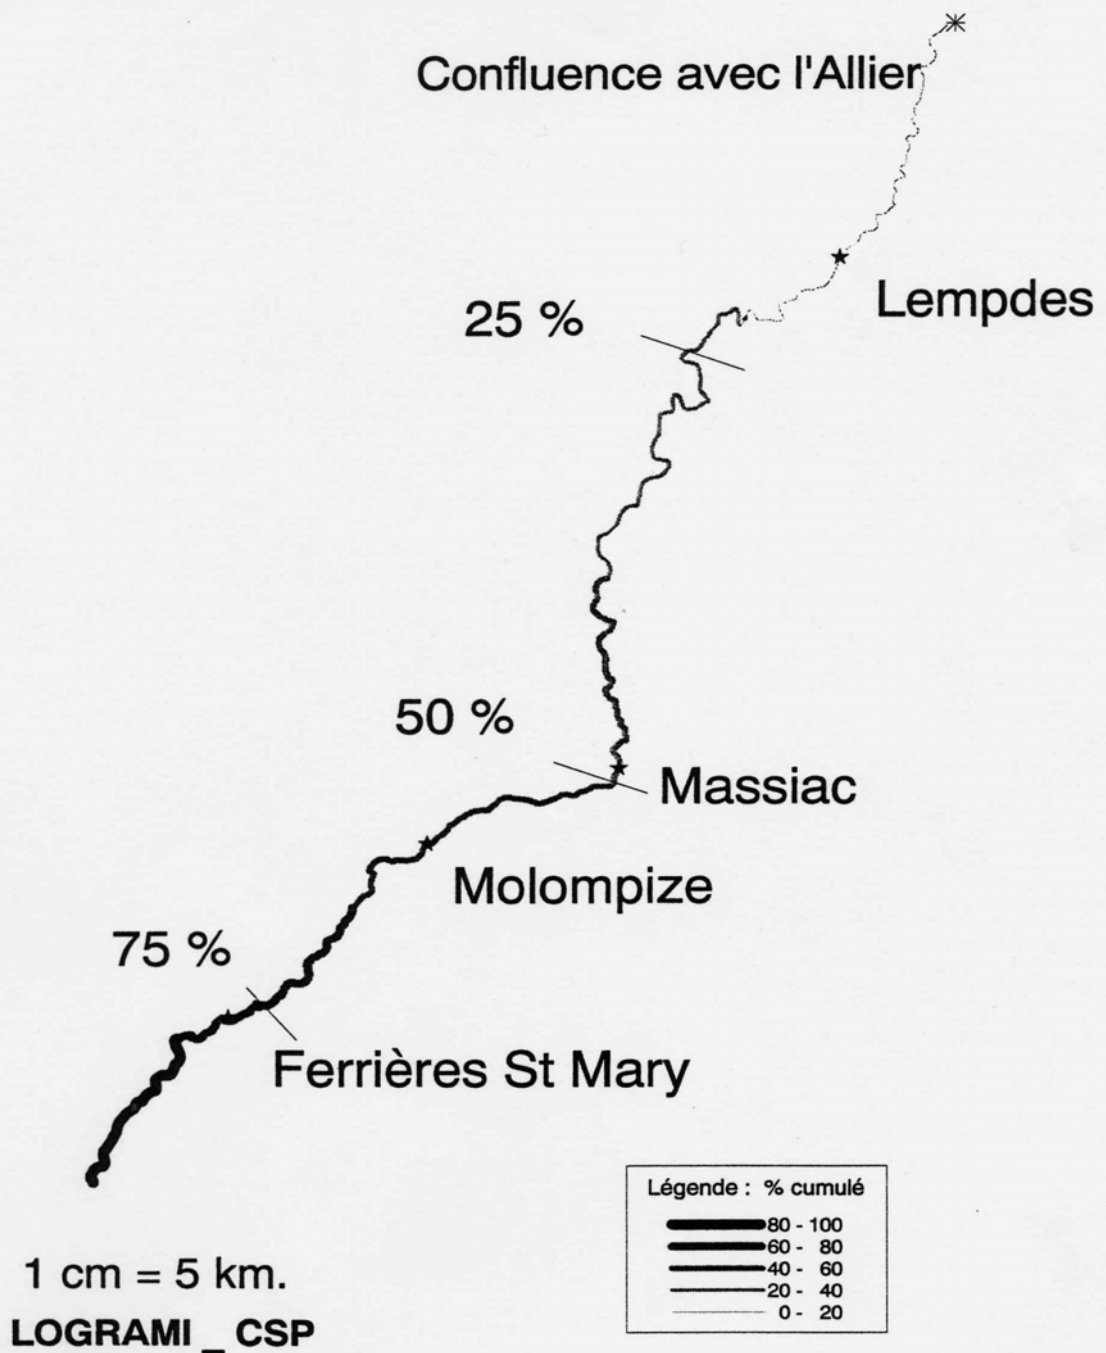 Confluence avec l'Allier
Lempdes
25 %
50 %
Massiac
Molompize
75 %
Ferrières St Mary
Légende : % cumulé
80 - 100
60 - 80
40 - 60
20 - 40
0 - 20
1 cm = 5 km.
LOGRAMI _ CSP